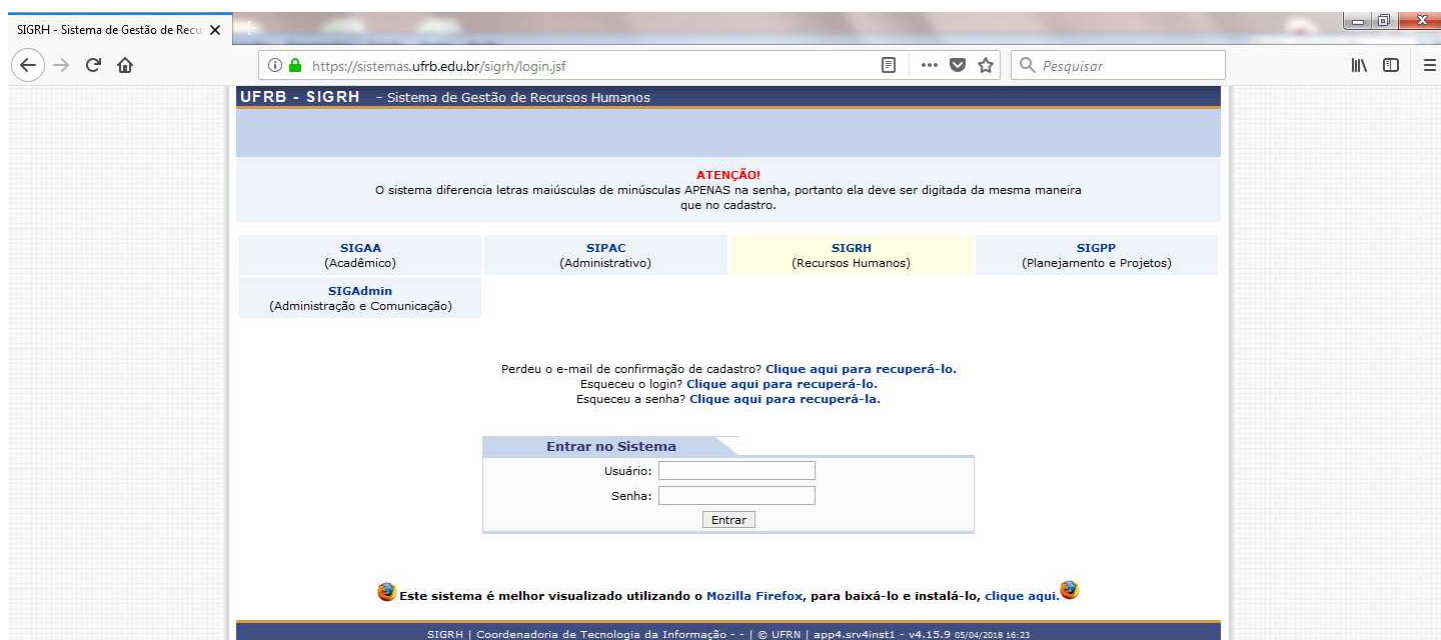 SIGRH - Sistema de Gestão de Recu
https://sistemas.ufrb.edu.br/sigrh/login.jsf
Pesquisar
UFRB - SIGRH - Sistema de Gestão de Recursos Humanos
ATENÇÃO!
O sistema diferencia letras maiúsculas de minúsculas APENAS na senha, portanto ela deve ser digitada da mesma maneira
que no cadastro.
SIGAA SIPAC SIGRH SIGPP
(Acadêmico) (Administrativo) (Recursos Humanos) (Planejamento e Projetos)
SIGAdmin
(Administração e Comunicação)
Perdeu o e-mail de confirmação de cadastro? Clique aqui para recuperá-lo.
Esqueceu o login? Clique aqui para recuperá-lo.
Esqueceu a senha? Clique aqui para recuperá-la.
Entrar no Sistema
Usuário:
Senha:
Entrar
Este sistema é melhor visualizado utilizando o Mozilla Firefox, para baixá-lo e instalá-lo, clique aqui.
SIGRH | Coordenadoria de Tecnologia da Informação - - | © UFRN | app4.srv4inst1 - v4.15.9 05/04/2018 16:23